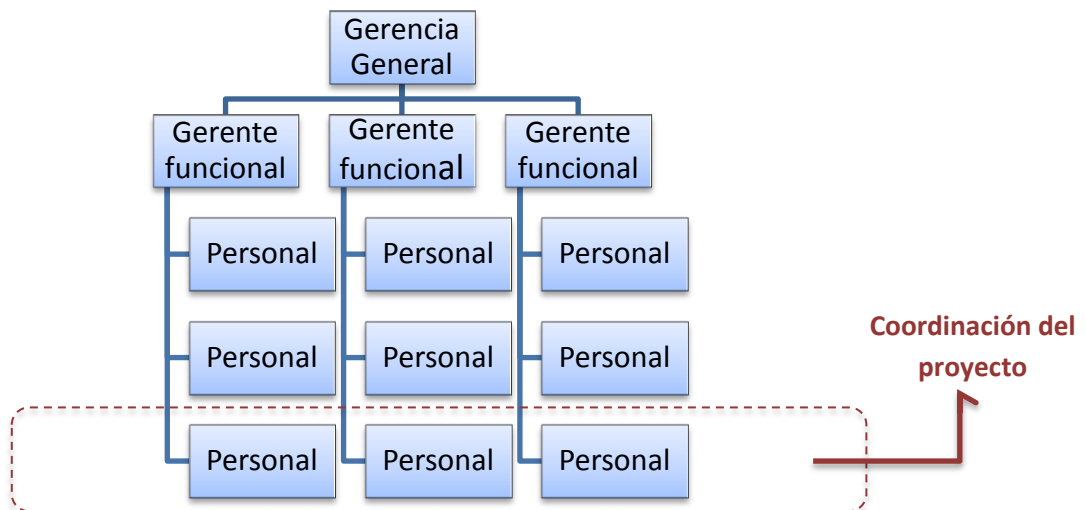 Gerencia
General
Gerente
funcional
Gerente
funcional
Gerente
funcional
Personal
Personal
Personal
Personal
Personal
Personal
Coordinación del
proyecto
Personal
Personal
Personal